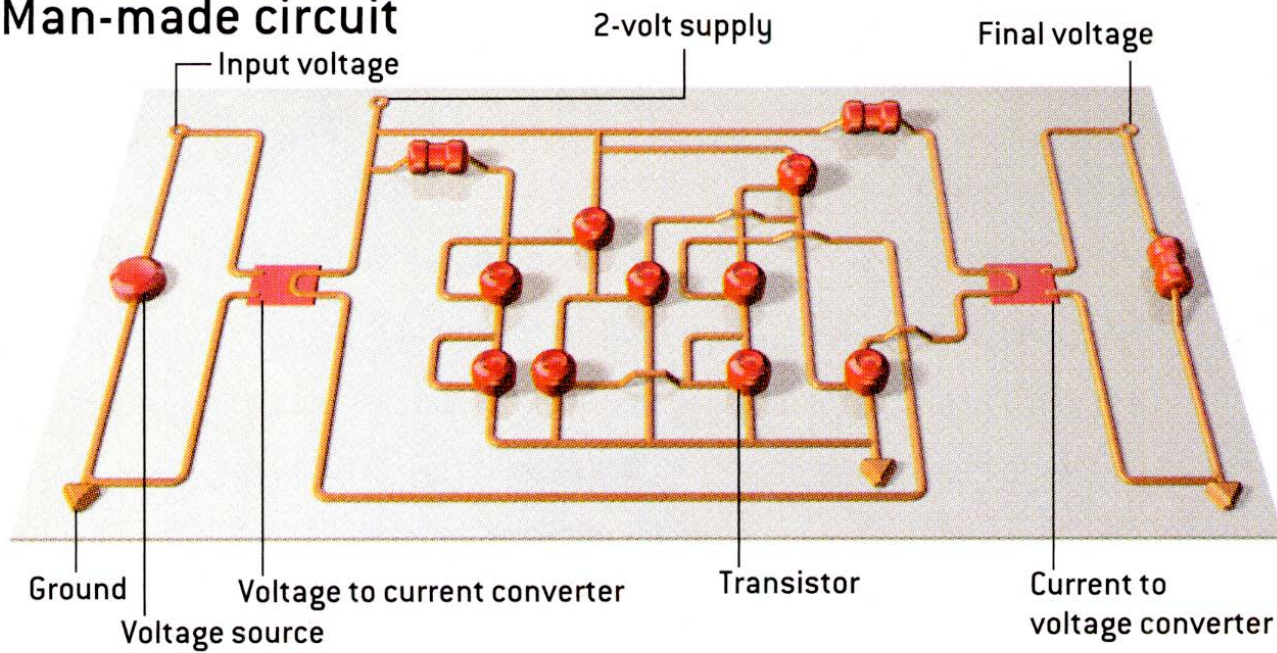 Man-made circuit
2-volt supply
Final voltage
Input voltage
Ground
Voltage to current converter
Transistor
Current to
voltage converter
Voltage source